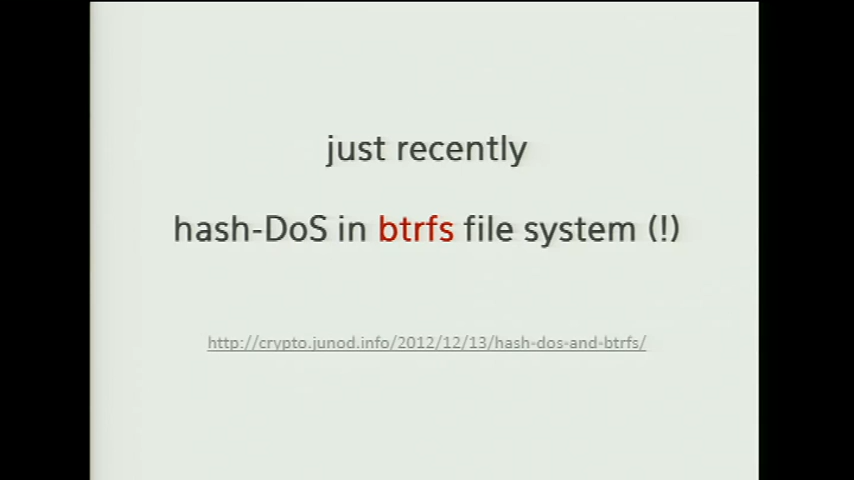 just recently
hash-DoS in btrfs file system (!)
http://crypto.junod.info/2012/12/13/hash-dos-and-btrfs/